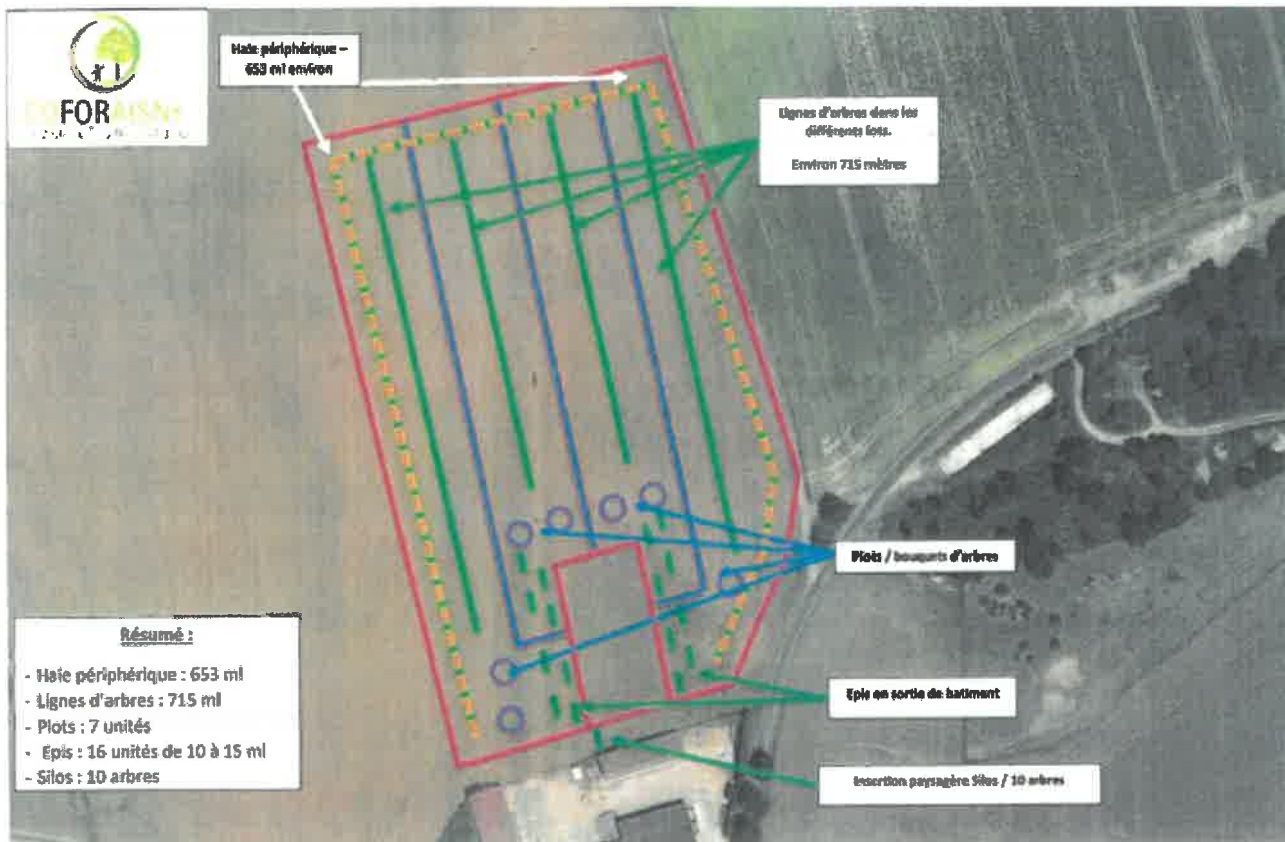 FOR
Haie périphérique –
653 ml environ
Lignes d'arbres dans les
différents lots.
Environ 715 mètres
Plots / bouquets d'arbres
Résumé :
- Haie périphérique : 653 ml
- Lignes d'arbres : 715 ml
- Plots : 7 unités
- Epis : 16 unités de 10 à 15 ml
- Silos : 10 arbres
Epis en sortie de batiment
Insertion paysagère Silos / 10 arbres